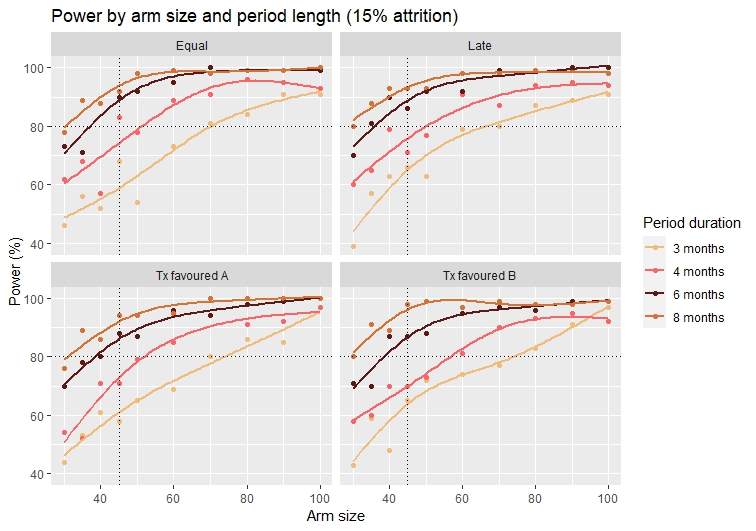 Power by arm size and period length (15% attrition)
Equal
Late
100
80
60
40
Tx favoured A
Tx favoured B
100
80
60
40
40
60
80
100
40
60
80
100
Power (%)
Arm size
Period duration
3 months
4 months
6 months
8 months